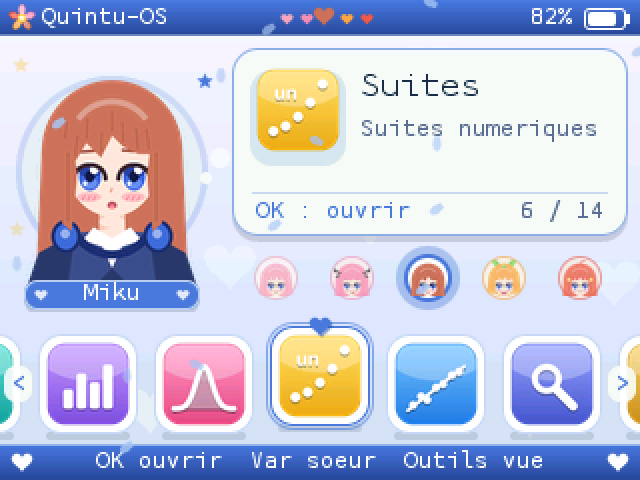 Quintu-OS
82%
un
Suites
Suites numeriques
OK : ouvrir
6 / 14
Miku
un
< >
OK ouvrir Var soeur Outils vue